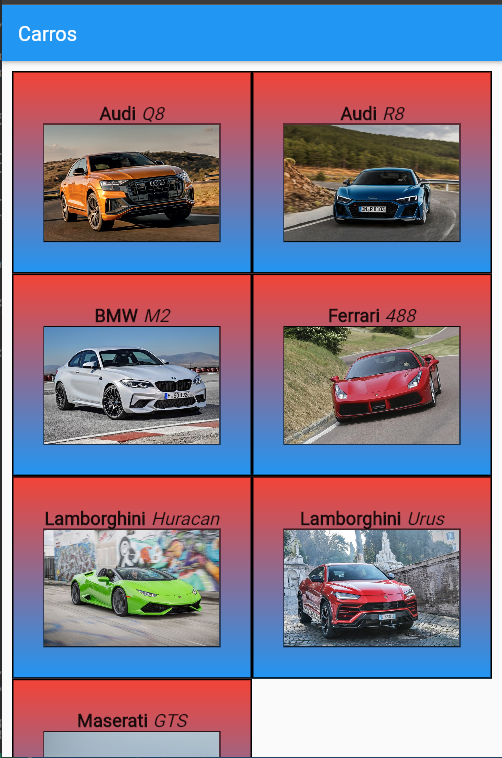 Carros
Audi Q8
Audi R8
BMW M2
Ferrari 488
Lamborghini Huracan
Lamborghini Urus
Maserati GTS